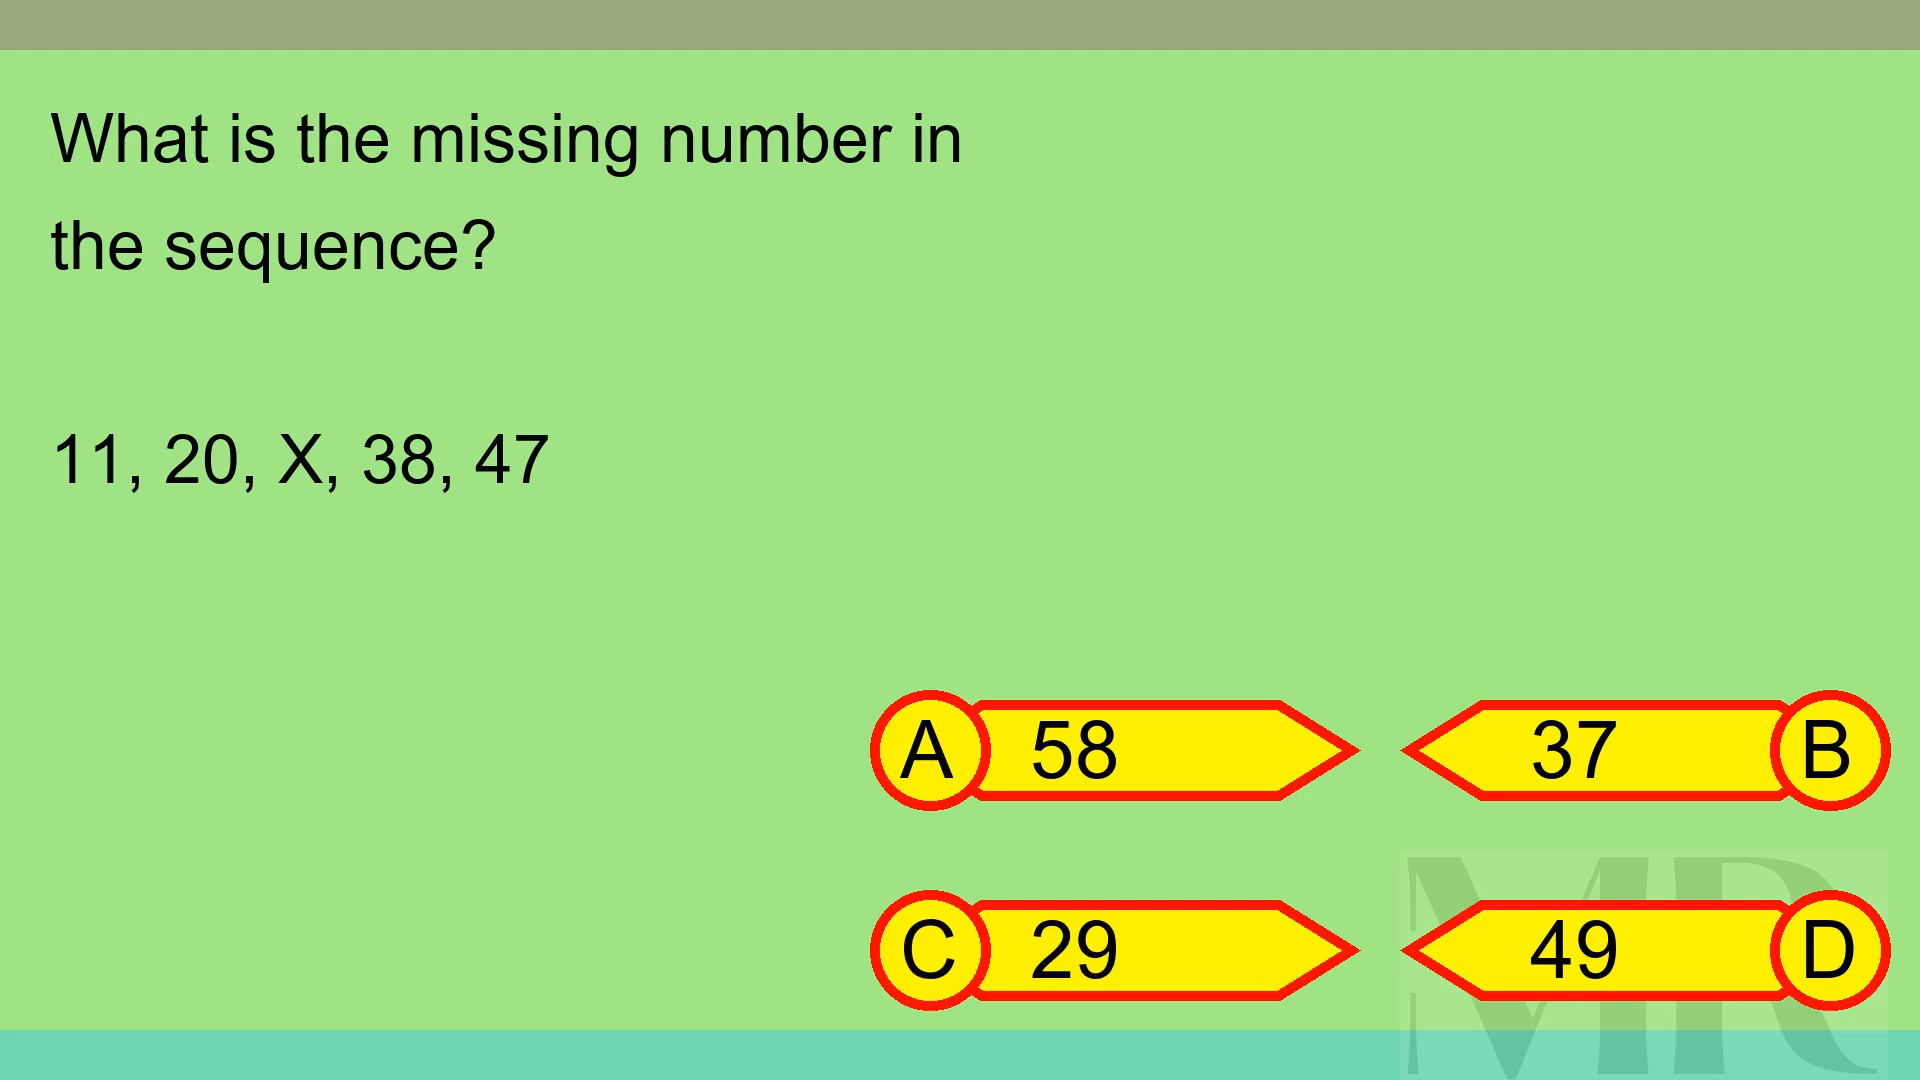 What is the missing number in
the sequence?
11, 20, X, 38, 47
A 58
37 B
C 29
49 D
MR